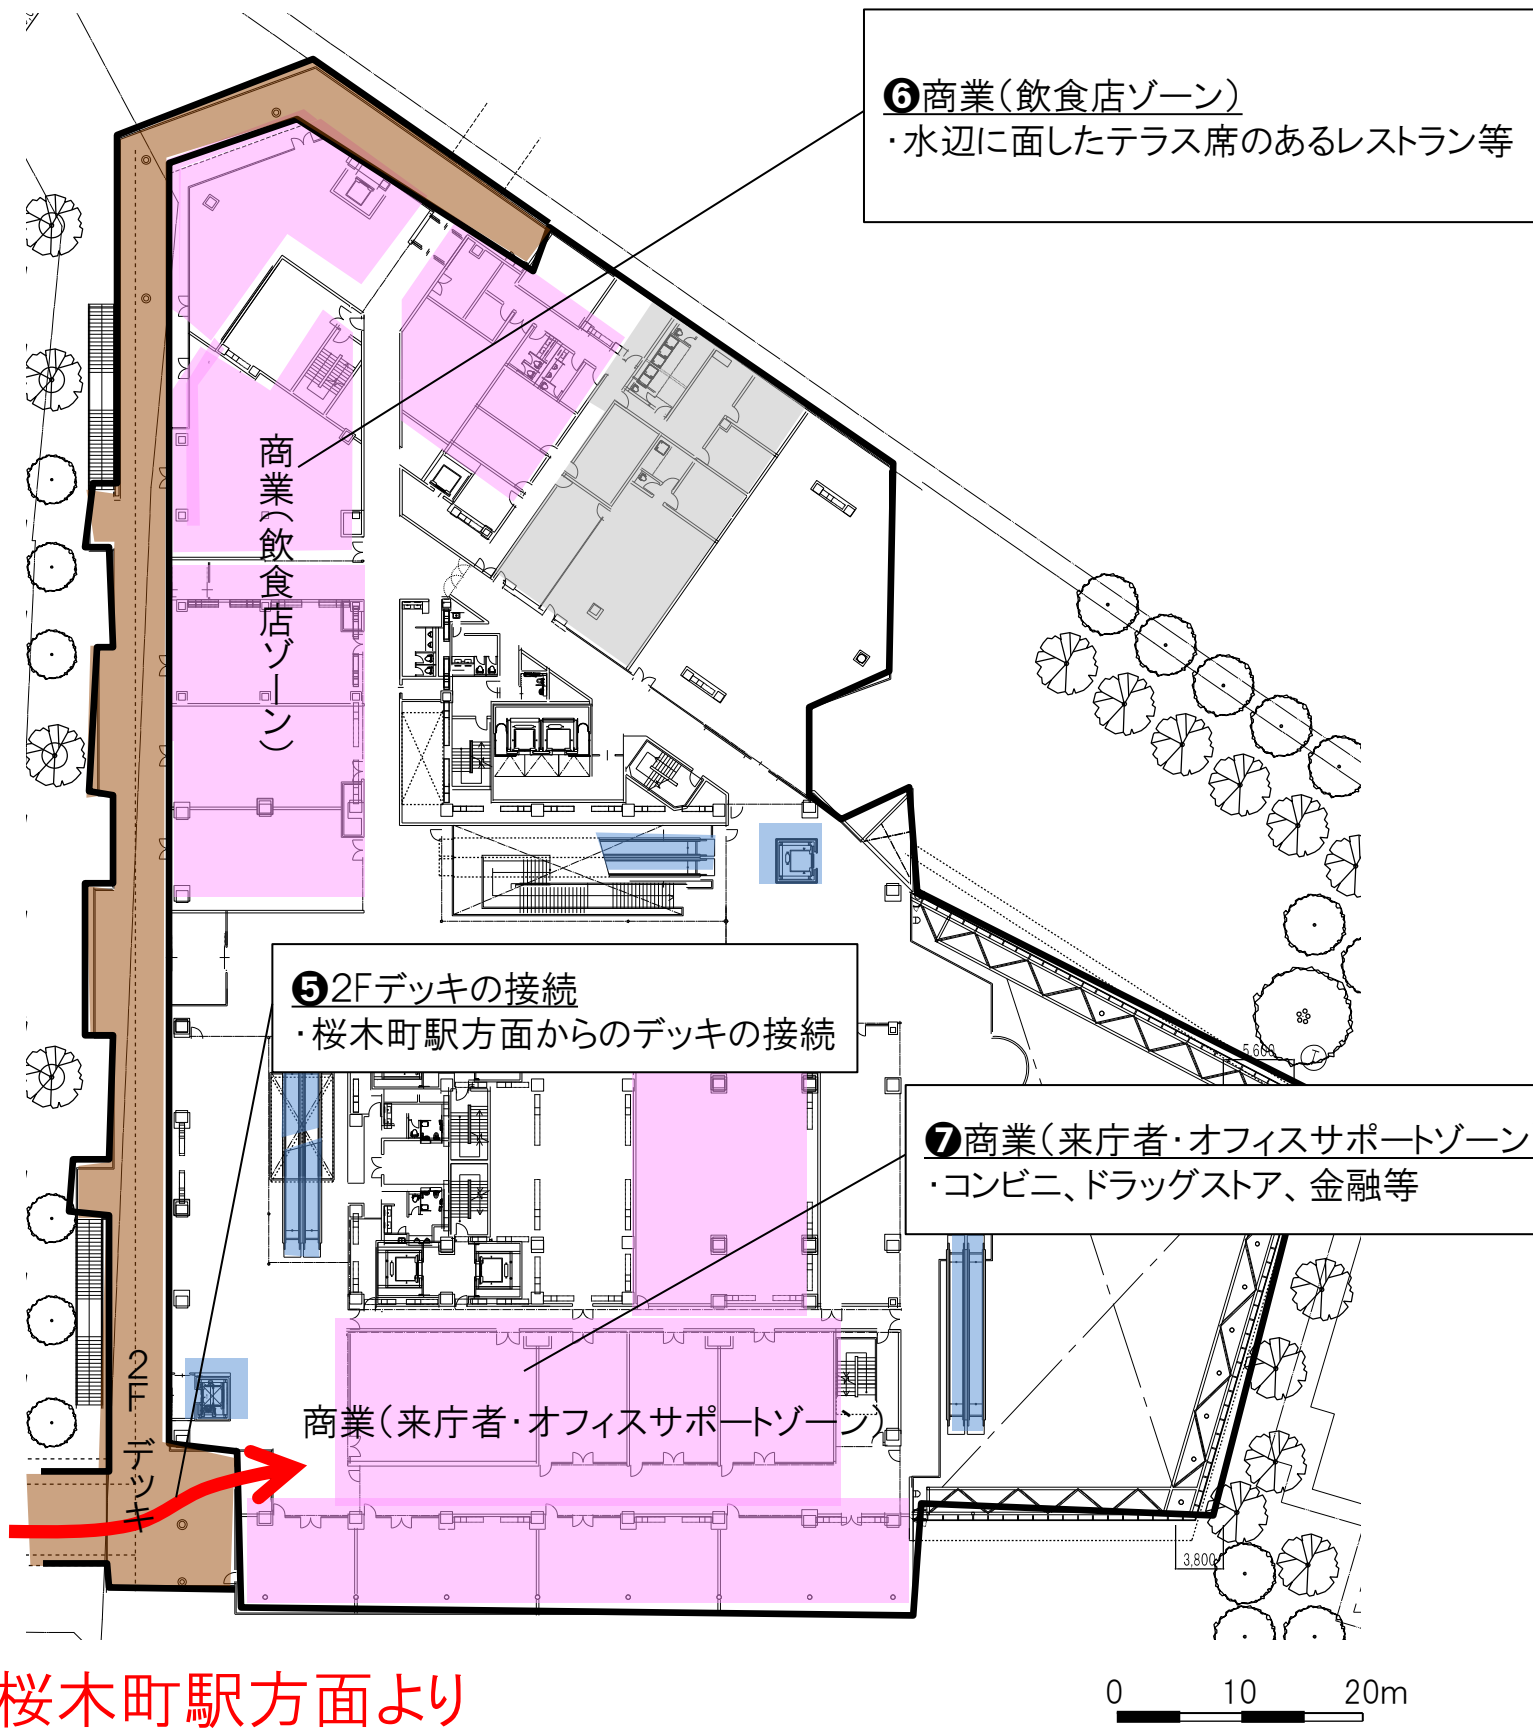 ❻商業（飲食店ゾーン）
・水辺に面したテラス席のあるレストラン等
商業（飲食店ゾーン）
❺2Fデッキの接続
・桜木町駅方面からのデッキの接続
5,600
❼商業（来庁者・オフィスサポートゾーン
・コンビニ、ドラッグストア、金融等
2F デッキ
商業（来庁者・オフィスサポートゾーン）
3,800
桜木町駅方面より
0 10 20m